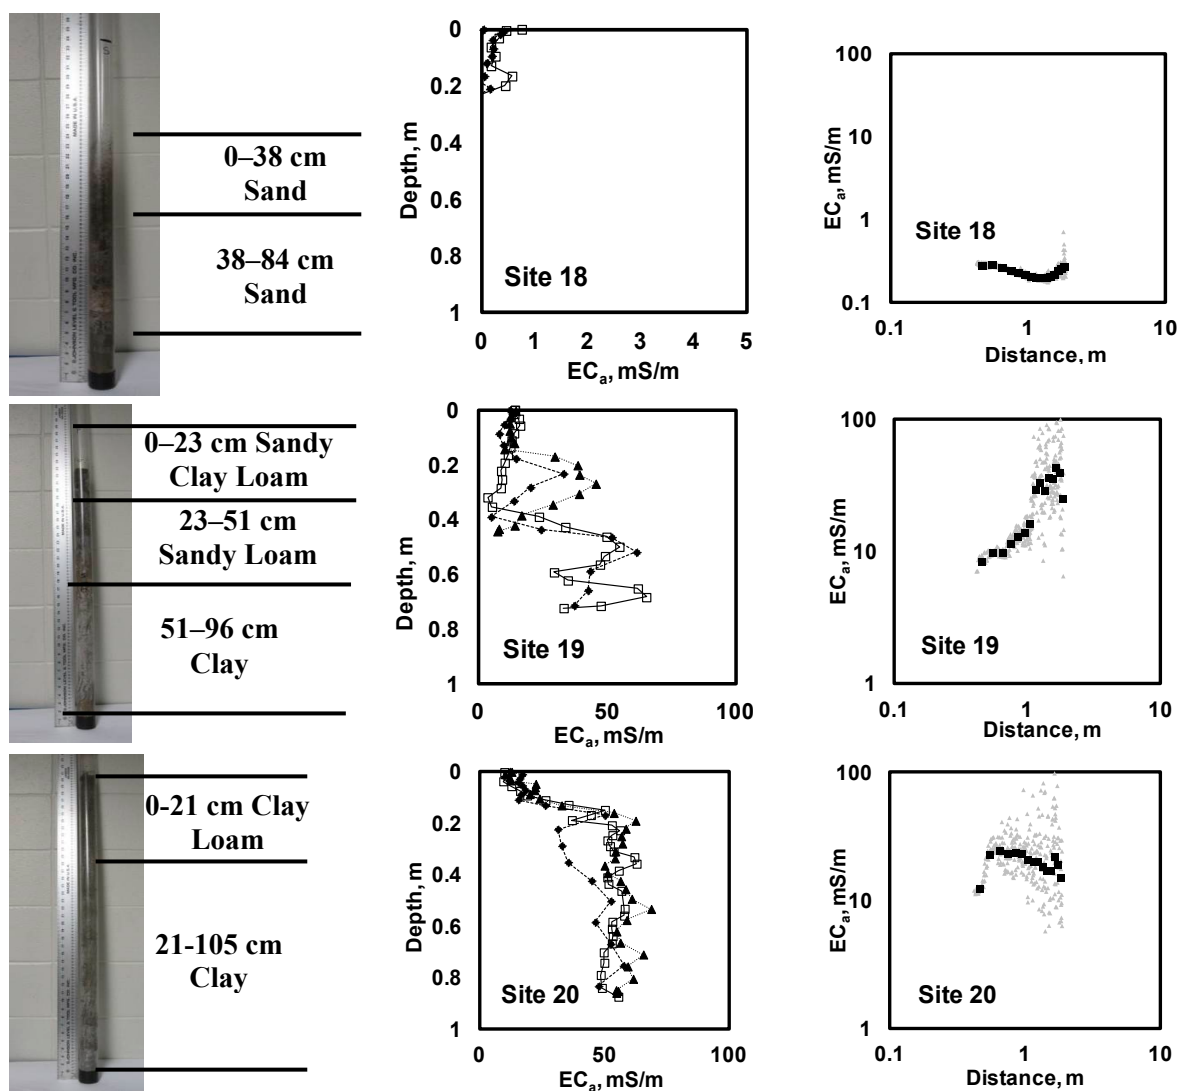 0–38 cm
Sand
38–84 cm
Sand
0
0.2
0.4
0.6
0.8
1
Depth, m
Site 18
0 1 2 3 4 5
ECa, mS/m
100
10
1
0.1
ECa, mS/m
Site 18
0.1 1 10
Distance, m
0–23 cm Sandy
Clay Loam
23–51 cm
Sandy Loam
51–96 cm
Clay
0
0.2
0.4
0.6
0.8
1
Depth, m
Site 19
0 50 100
ECa, mS/m
100
10
1
ECa, mS/m
Site 19
0.1 1 10
Distance, m
0-21 cm Clay
Loam
21-105 cm
Clay
0
0.2
0.4
0.6
0.8
1
Depth, m
Site 20
0 50 100
ECa, mS/m
100
10
1
ECa, mS/m
Site 20
0.1 1 10
Distance, m